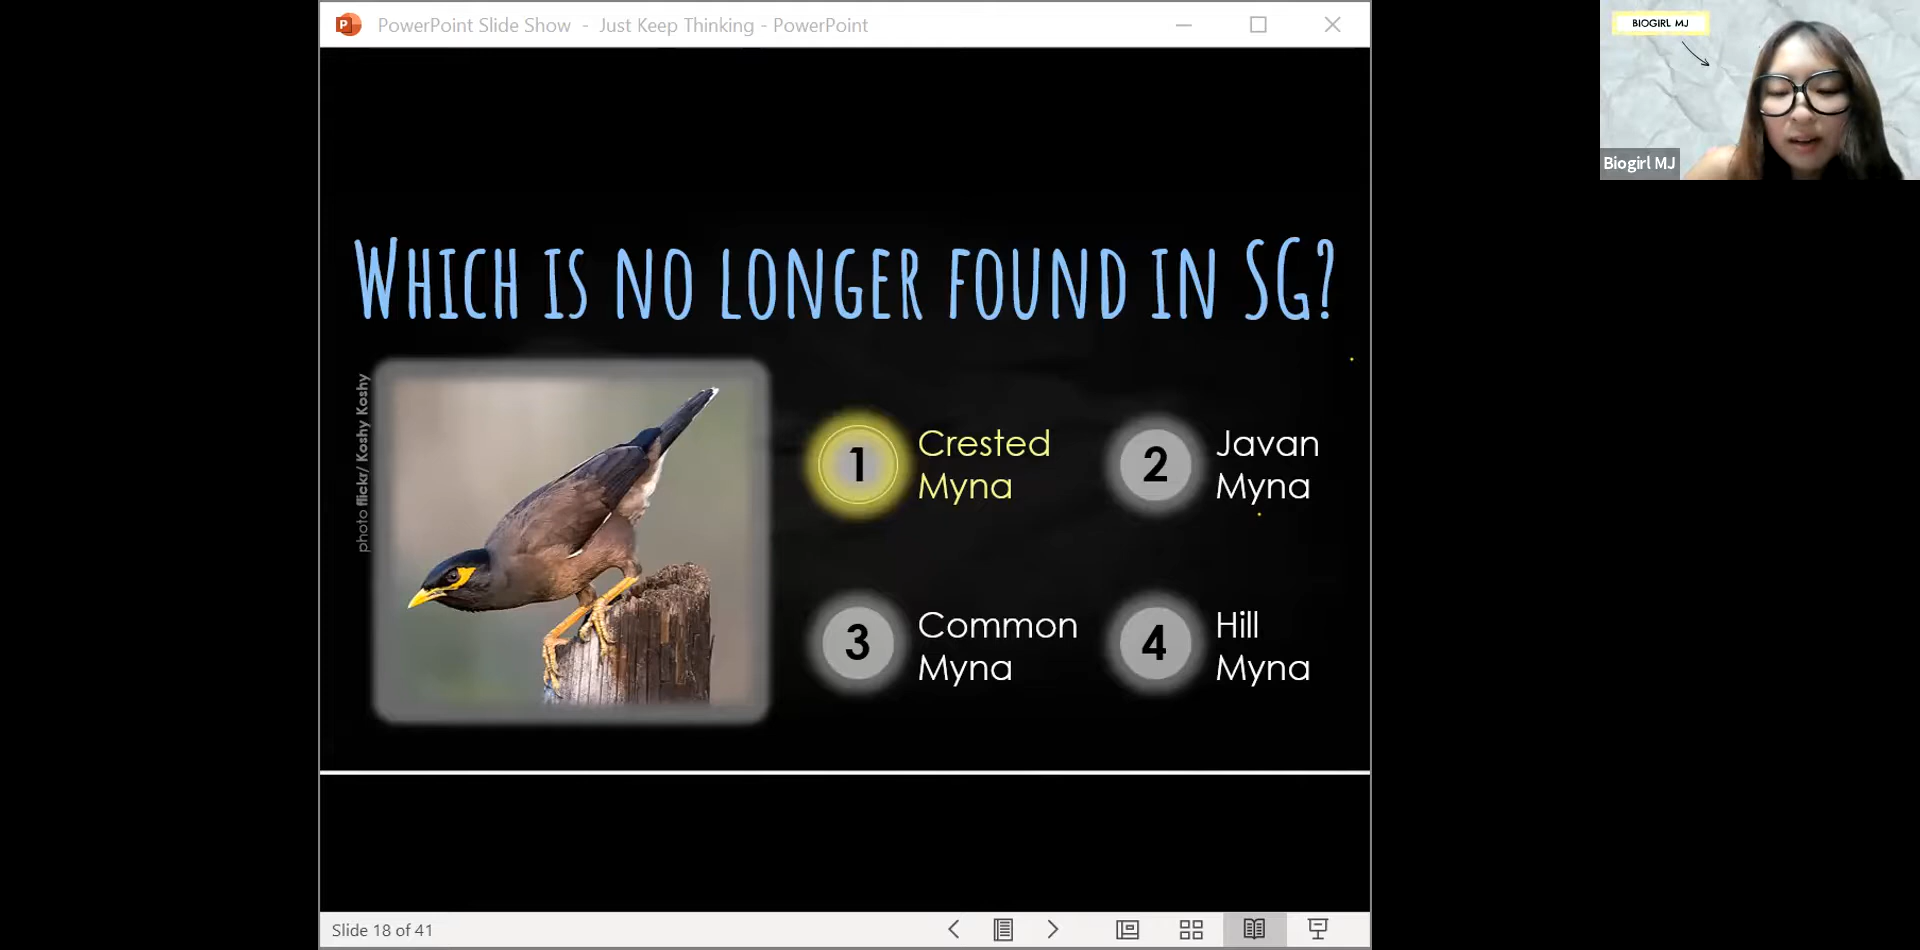 PowerPoint Slide Show - Just Keep Thinking - PowerPoint
BIOGIRL MJ
Biogirl MJ
WHICH IS NO LONGER FOUND IN SG?
photo flickr/ Koshy Koshy
1
Crested
Myna
2
Javan
Myna
3
Common
Myna
4
Hill
Myna
Slide 18 of 41